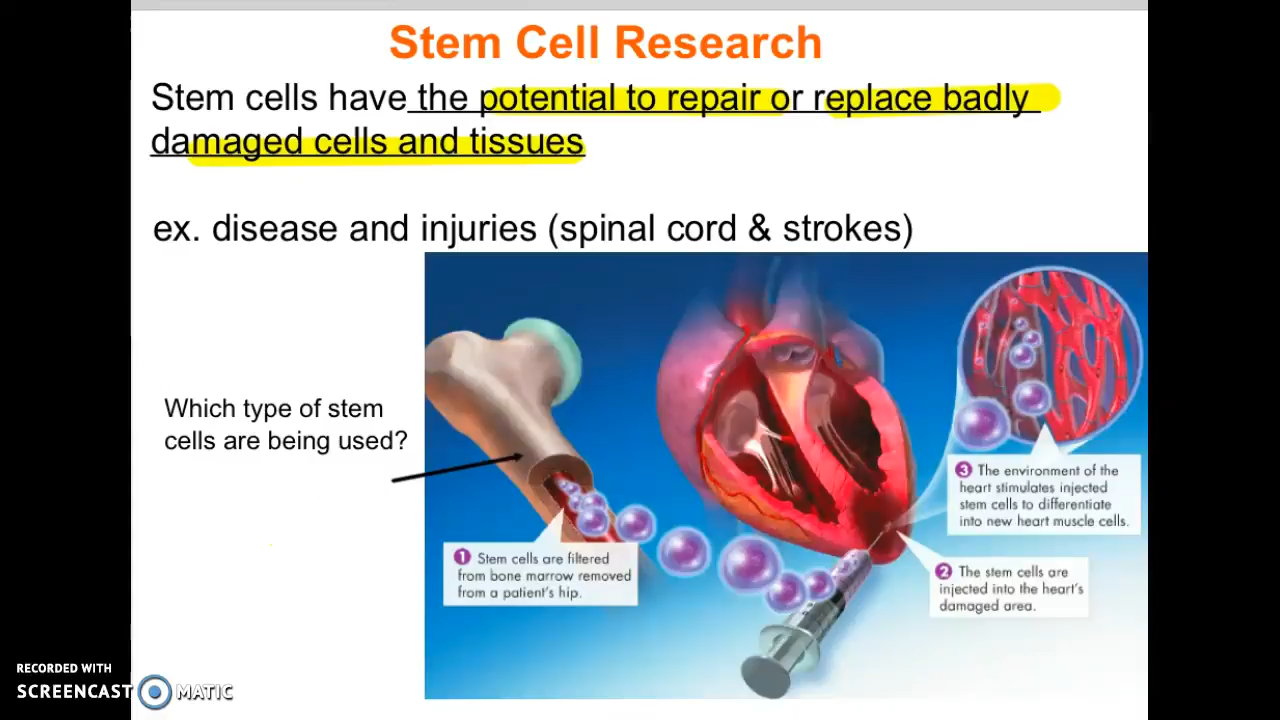 Stem Cell Research
Stem cells have the potential to repair or replace badly
damaged cells and tissues
ex. disease and injuries (spinal cord & strokes)
Which type of stem
cells are being used?
1 Stem cells are filtered
from bone marrow removed
from a patient's hip.
3 The environment of the
heart stimulates injected
stem cells to differentiate
into new heart muscle cells.
2 The stem cells are
injected into the heart's
damaged area.
RECORDED WITH
SCREENCAST MATIC